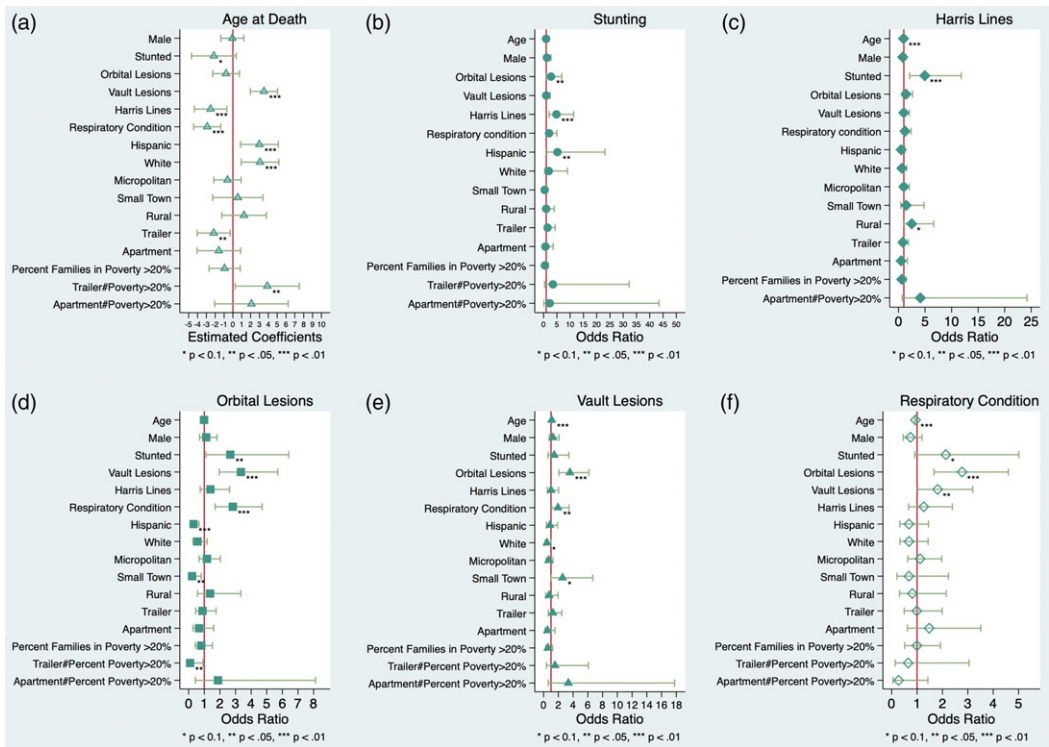 (a) Age at Death
Male
Stunted
*
Orbital Lesions
Vault Lesions
***
Harris Lines
***
Respiratory Condition
***
Hispanic
***
White
***
Micropolitan
Small Town
Rural
Trailer
**
Apartment
Percent Families in Poverty >20%
Trailer#Poverty>20%
**
Apartment#Poverty>20%
-5 -4 -3 -2 -1 0 1 2 3 4 5 6 7 8 9 10
Estimated Coefficients
* p < 0.1, ** p < .05, *** p < .01
(b) Stunting
Age
Male
Orbital Lesions
**
Vault Lesions
Harris Lines
***
Respiratory condition
Hispanic
**
White
Small Town
Rural
Trailer
Apartment
Percent Families in Poverty >20%
Trailer#Poverty>20%
Apartment#Poverty>20%
0 1 5 10 15 20 25 30 35 40 45 50
Odds Ratio
* p < 0.1, ** p < .05, *** p < .01
(c) Harris Lines
Age
***
Male
Stunted
***
Orbital Lesions
Vault Lesions
Respiratory condition
Hispanic
White
Micropolitan
Small Town
Rural
*
Trailer
Apartment
Percent Families in Poverty >20%
Apartment#Poverty>20%
0 1 5 10 15 20 25
Odds Ratio
* p < 0.1, ** p < .05, *** p < .01
(d) Orbital Lesions
Age
Male
Stunted
**
Vault Lesions
***
Harris Lines
Respiratory Condition
***
Hispanic
***
White
Micropolitan
Small Town
**
Rural
Trailer
Apartment
Percent Families in Poverty >20%
Trailer#Percent Poverty>20%
**
Apartment#Percent Poverty>20%
0 1 2 3 4 5 6 7 8
Odds Ratio
* p < 0.1, ** p < .05, *** p < .01
(e) Vault Lesions
Age
***
Male
Stunted
Orbital Lesions
***
Harris Lines
Respiratory Condition
**
Hispanic
White
*
Micropolitan
Small Town
*
Rural
Trailer
Apartment
Percent Families in Poverty >20%
Trailer#Percent Poverty>20%
Apartment#Percent Poverty>20%
0 1 2 4 6 8 10 12 14 16 18
Odds Ratio
* p < 0.1, ** p < .05, *** p < .01
(f) Respiratory Condition
Age
***
Male
Stunted
*
Orbital Lesions
***
Vault Lesions
**
Harris Lines
Hispanic
White
Micropolitan
Small Town
Rural
Trailer
Apartment
Percent Families in Poverty >20%
Trailer#Percent Poverty>20%
Apartment#Percent Poverty>20%
0 1 2 3 4 5
Odds Ratio
* p < 0.1, ** p < .05, *** p < .01